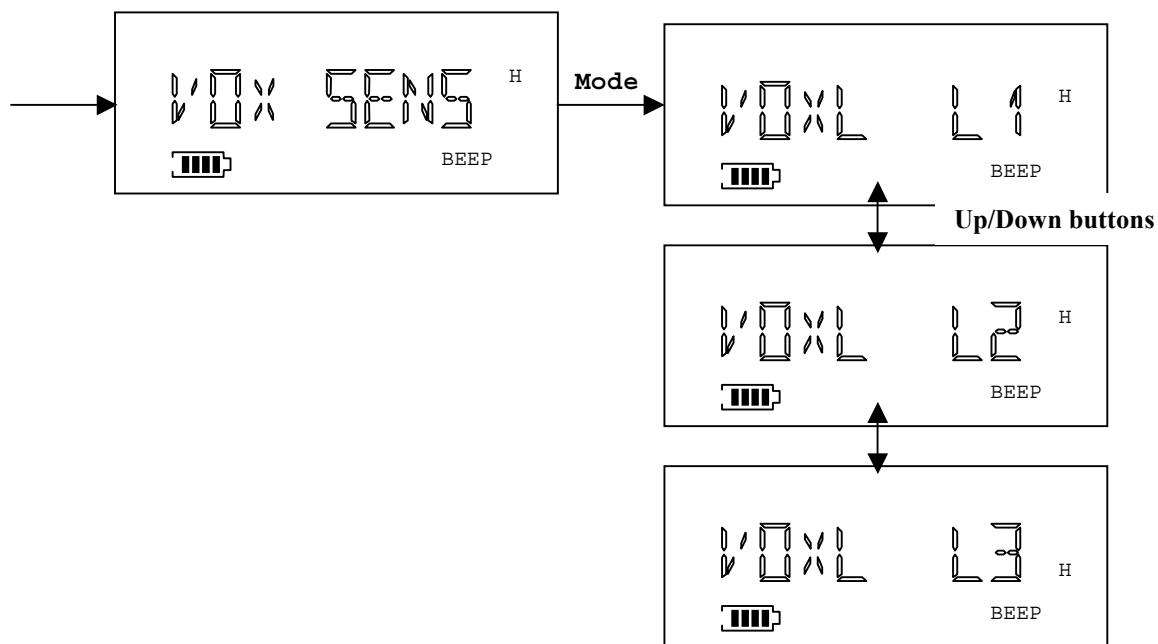 VOX SENS H
BEEP
Mode
VOXL L1 H
BEEP
Up/Down buttons
VOXL L2 H
BEEP
VOXL L3 H
BEEP